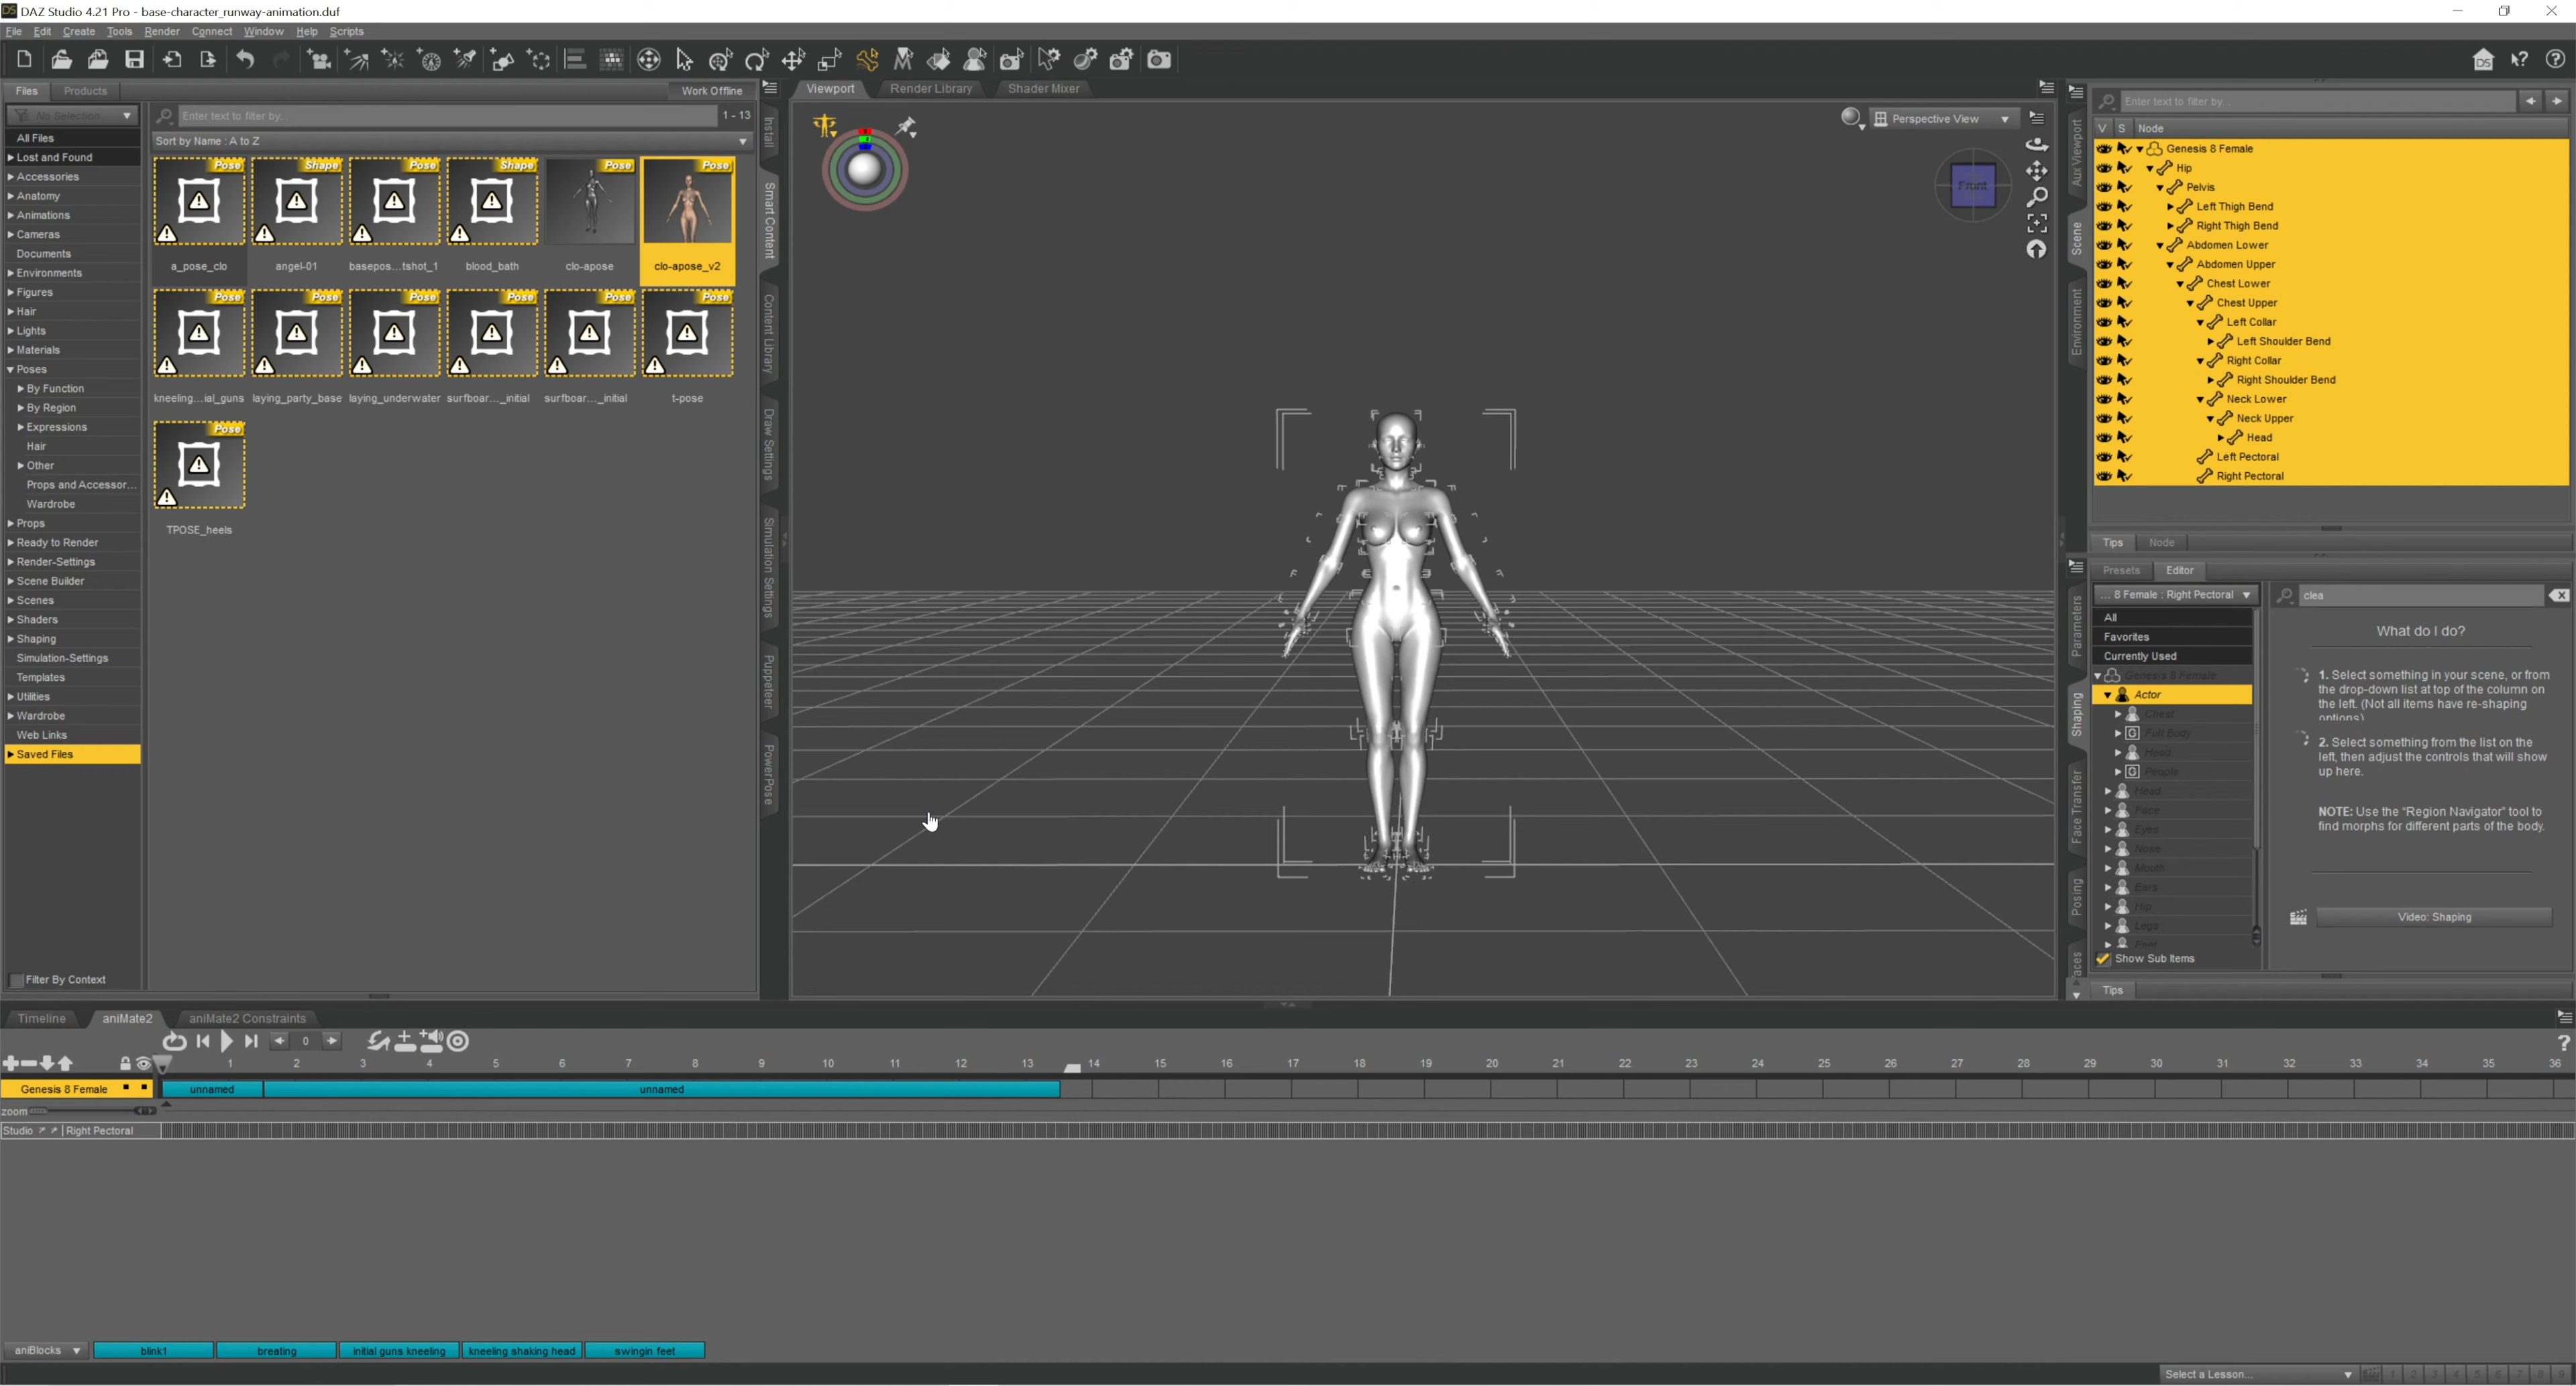 DAZ Studio 4.21 Pro - base-character_runway-animation.duf
File Edit Create Tools Render Connect Window Help Scripts
Files Products Work Offline
No Selection
Enter text to filter by...
1 - 13
Sort by Name : A to Z
All Files
Lost and Found
Accessories
Anatomy
Animations
Cameras
Documents
Environments
Figures
Hair
Lights
Materials
Poses
By Function
By Region
Expressions
Hair
Other
Props and Accessor...
Wardrobe
Props
Ready to Render
Render-Settings
Scene Builder
Scenes
Shaders
Shaping
Simulation-Settings
Templates
Utilities
Wardrobe
Web Links
Saved Files
Filter By Context
Pose Shape Pose Shape Pose Pose
a_pose_clo angel-01 basepos...tshot_1 blood_bath clo-apose clo-apose_v2
Pose Pose Pose Pose Pose Pose
kneeling...ial_guns laying_party_base laying_underwater surfboar..._initial surfboar..._initial t-pose
Pose
TPOSE_heels
Install
Smart Content
Content Library
Draw Settings
Simulation Settings
Puppeteer
PowerPose
Viewport Render Library Shader Mixer
Perspective View
Front
Aux Viewport
Scene
Environment
Enter text to filter by...
V S Node
Genesis 8 Female
Hip
Pelvis
Left Thigh Bend
Right Thigh Bend
Abdomen Lower
Abdomen Upper
Chest Lower
Chest Upper
Left Collar
Left Shoulder Bend
Right Collar
Right Shoulder Bend
Neck Lower
Neck Upper
Head
Left Pectoral
Right Pectoral
Tips Node
Parameters
Shaping
Face Transfer
Posing
aces
Presets Editor
... 8 Female : Right Pectoral
clea
All
Favorites
Currently Used
Genesis 8 Female
Actor
Chest
Full Body
Head
People
Head
Face
Eyes
Nose
Mouth
Ears
Hip
Legs
Feet
Show Sub Items
What do I do?
1. Select something in your scene, or from
the drop-down list at top of the column on
the left. (Not all items have re-shaping
options)
2. Select something from the list on the
left, then adjust the controls that will show
up here.
NOTE: Use the "Region Navigator" tool to
find morphs for different parts of the body.
Video: Shaping
Tips
Timeline aniMate2 aniMate2 Constraints
0
1 2 3 4 5 6 7 8 9 10 11 12 13 14 15 16 17 18 19 20 21 22 23 24 25 26 27 28 29 30 31 32 33 34 35 36
Genesis 8 Female unnamed unnamed
zoom
Studio | Right Pectoral
aniBlocks blink1 breating initial guns kneeling kneeling shaking head swingin feet
Select a Lesson... 1 2 3 4 5 6 7 8 9